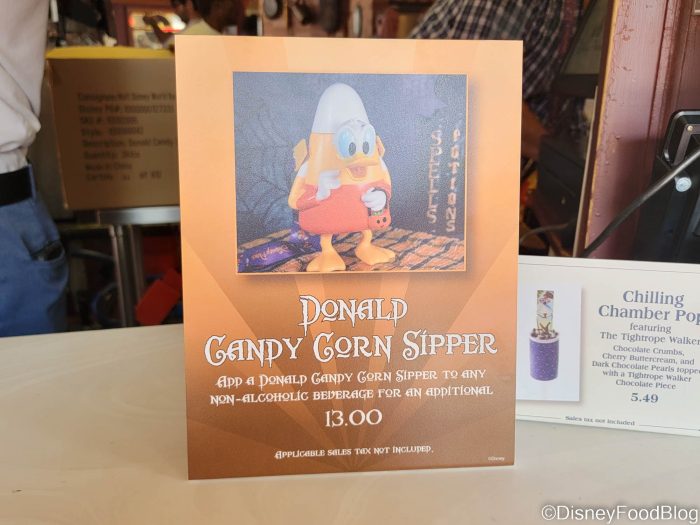 SPELLS
POTIONS
Donald
Candy Corn Sipper
Add a Donald Candy Corn Sipper to any
non-alcoholic beverage for an additional
13.00
Applicable sales tax not included.
©Disney
Chilling
Chamber Pop
featuring
The Tightrope Walker
Chocolate Crumbs,
Cherry Buttercream, and
Dark Chocolate Pearls topped
with a Tightrope Walker
Chocolate Piece
5.49
Sales tax not included
©DisneyFoodBlog